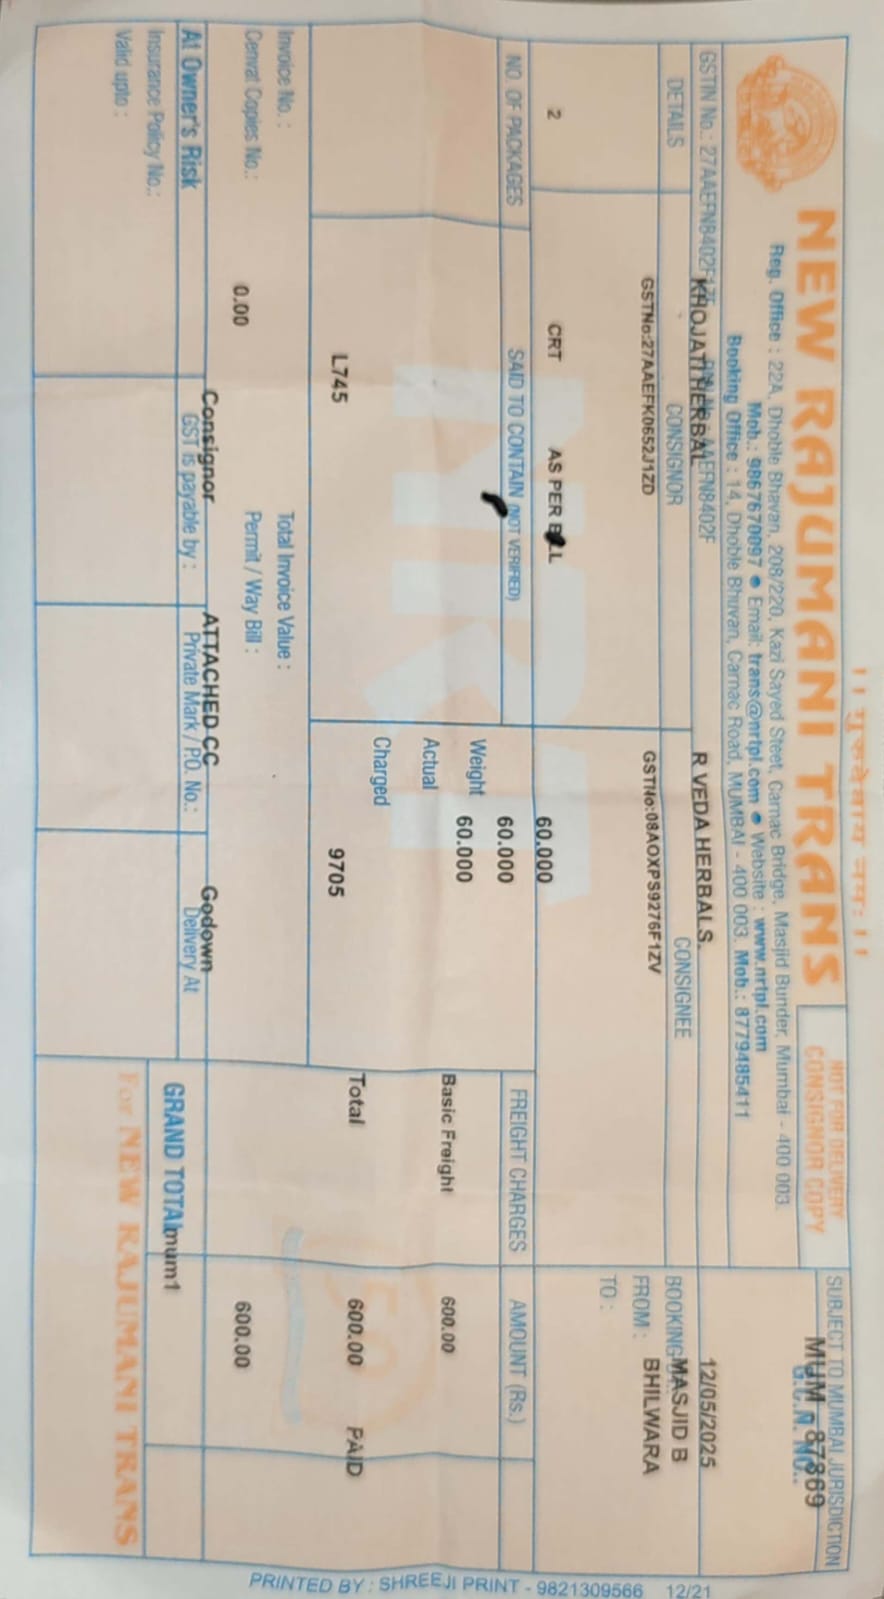 ।। गुरुदेवाय नमः ।।
NEW RAJUMANI TRANS
NOT FOR DELIVERY
CONSIGNOR COPY
SUBJECT TO MUMBAI JURISDICTION
G.C.N. NO.:
MUM - 87869
Reg. Office : 22A, Dhoble Bhavan, 208/220, Kazi Sayed Steet, Carnac Bridge, Masjid Bunder, Mumbai - 400 003.
Mob.: 9867670097 ● Email: trans@nrtpl.com ● Website : www.nrtpl.com
Booking Office : 14, Dhoble Bhuvan, Carnac Road, MUMBAI - 400 003. Mob.: 8779485411
GSTIN No.: 27AAEFN8402F AAEFN8402F
KHOJATI HERBAL
R VEDA HERBALS.
12/05/2025
DETAILS
CONSIGNOR
CONSIGNEE
BOOKING
MASJID B
GSTNo:27AAEFK0652J1ZD
GSTNo:08AOXPS9276F1ZV
FROM :
BHILWARA
TO :
2
CRT
AS PER BILL
60.000
NO. OF PACKAGES
SAID TO CONTAIN (NOT VERIFIED)
60.000
FREIGHT CHARGES
AMOUNT (Rs.)
Weight
60.000
Actual
Basic Freight
600.00
Charged
L745
9705
Total
600.00
PAID
Invoice No. :
Total Invoice Value :
Cenvat Copies No.:
0.00
Permit / Way Bill :
600.00
Consignor
ATTACHED CC
Godown
At Owner's Risk
GST is payable by :
Private Mark / P.O. No.:
Delivery At
GRAND TOTAL
mum1
Insurance Policy No.:
Valid upto :
For NEW RAJUMANI TRANS
PRINTED BY : SHREEJI PRINT - 9821309566 12/21
NRT